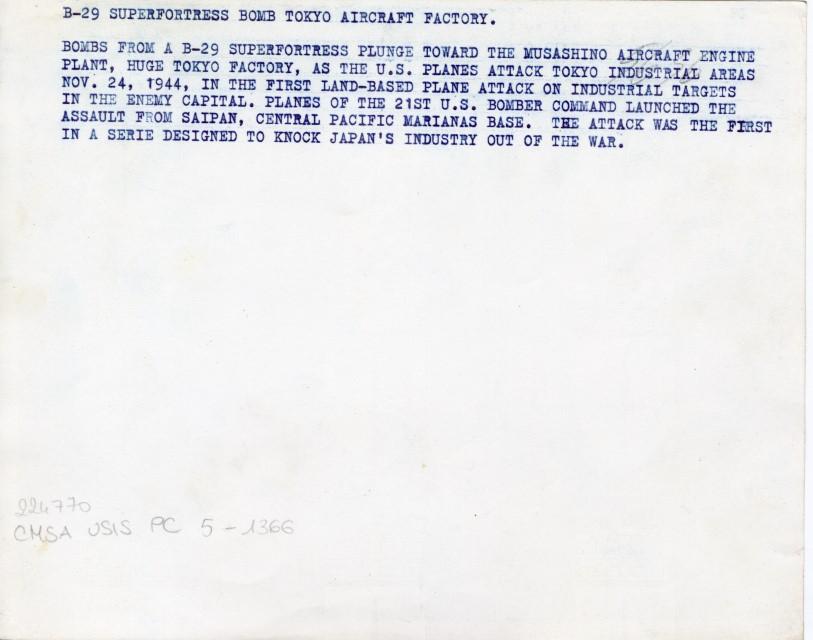 B-29 SUPERFORTRESS BOMB TOKYO AIRCRAFT FACTORY.
BOMBS FROM A B-29 SUPERFORTRESS PLUNGE TOWARD THE MUSASHINO AIRCRAFT ENGINE
PLANT, HUGE TOKYO FACTORY, AS THE U.S. PLANES ATTACK TOKYO INDUSTRIAL AREAS
NOV. 24, 1944, IN THE FIRST LAND-BASED PLANE ATTACK ON INDUSTRIAL TARGETS
IN THE ENEMY CAPITAL. PLANES OF THE 21ST U.S. BOMBER COMMAND LAUNCHED THE
ASSAULT FROM SAIPAN, CENTRAL PACIFIC MARIANAS BASE. THE ATTACK WAS THE FIRST
IN A SERIE DESIGNED TO KNOCK JAPAN'S INDUSTRY OUT OF THE WAR.
224770
CMSA USIS PC 5-1366